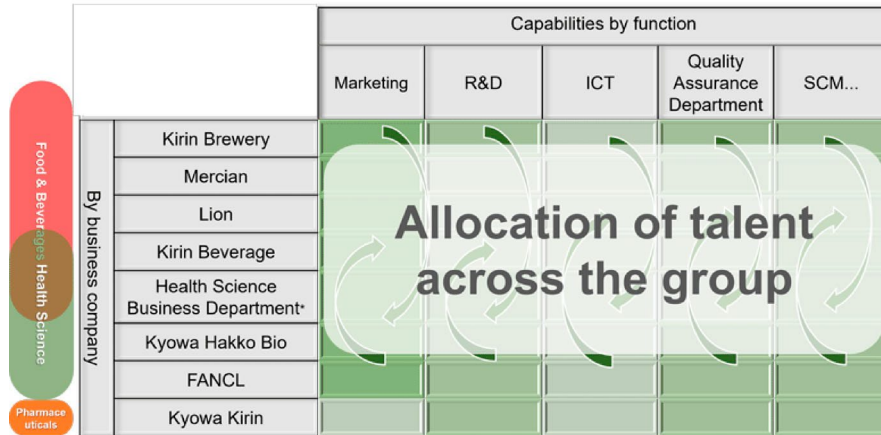 Capabilities by function
Marketing
R&D
ICT
Quality
Assurance
Department
SCM...
Food & Beverages
Health Science
Pharmace
uticals
By business company
Kirin Brewery
Mercian
Lion
Kirin Beverage
Health Science
Business Department*
Kyowa Hakko Bio
FANCL
Kyowa Kirin
Allocation of talent
across the group